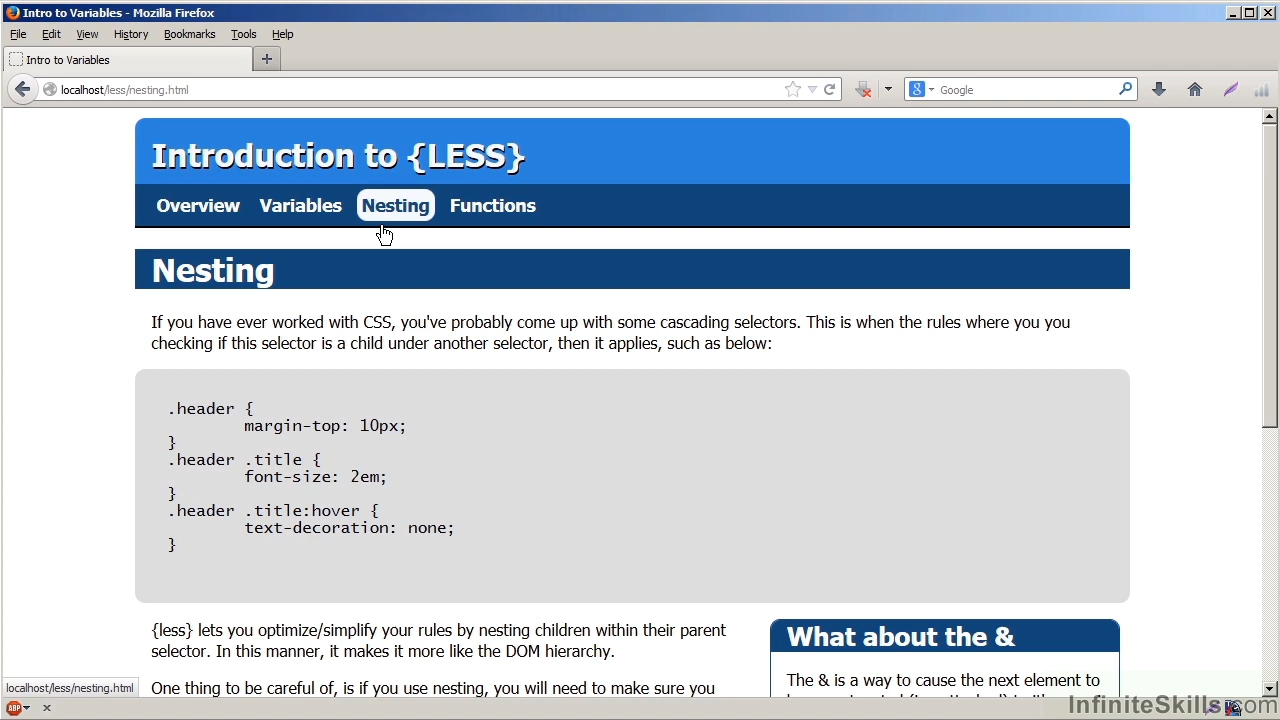 Intro to Variables - Mozilla Firefox
File Edit View History Bookmarks Tools Help
Intro to Variables
localhost/less/nesting.html
Google
Introduction to {LESS}
Overview Variables Nesting Functions
Nesting
If you have ever worked with CSS, you've probably come up with some cascading selectors. This is when the rules where you you
checking if this selector is a child under another selector, then it applies, such as below:
.header {
margin-top: 10px;
}
.header .title {
font-size: 2em;
}
.header .title:hover {
text-decoration: none;
}
{less} lets you optimize/simplify your rules by nesting children within their parent
selector. In this manner, it makes it more like the DOM hierarchy.
One thing to be careful of, is if you use nesting, you will need to make sure you
What about the &
The & is a way to cause the next element to
localhost/less/nesting.html
ABP
InfiniteSkills.com